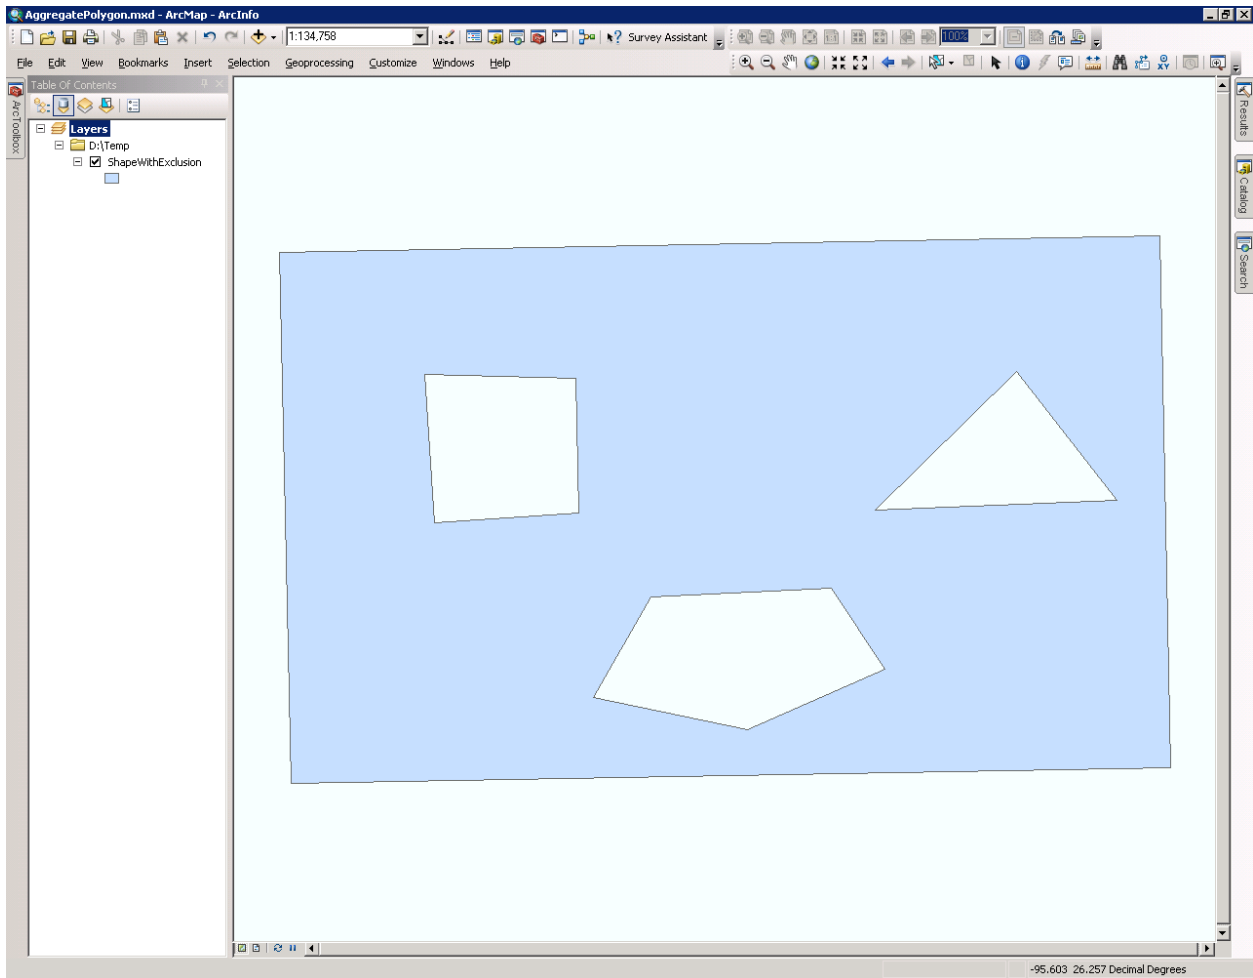 AggregatePolygon.mxd - ArcMap - ArcInfo
1:134,758
Survey Assistant
100%
File Edit View Bookmarks Insert Selection Geoprocessing Customize Windows Help
Table Of Contents
ArcToolbox
Layers
D:\Temp
ShapeWithExclusion
Results
Catalog
Search
-95.603 26.257 Decimal Degrees